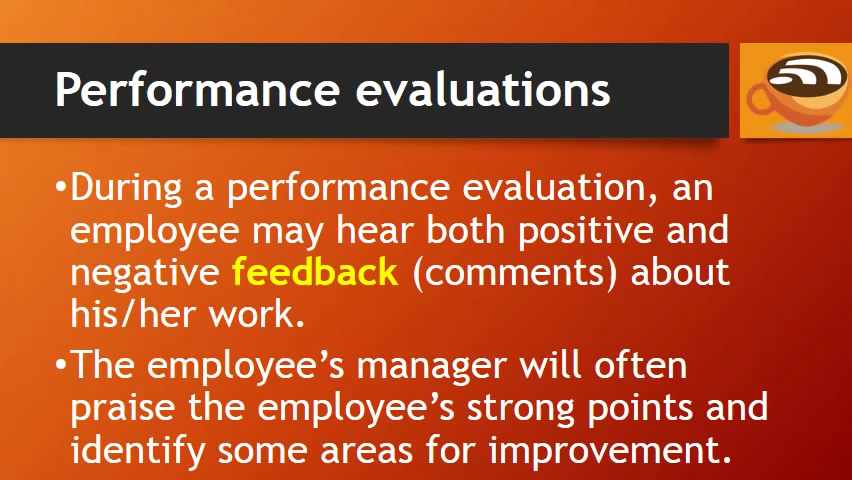 Performance evaluations
•During a performance evaluation, an
employee may hear both positive and
negative feedback (comments) about
his/her work.
•The employee’s manager will often
praise the employee’s strong points and
identify some areas for improvement.